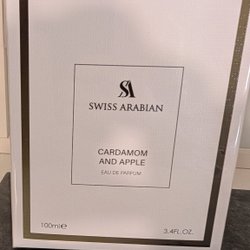 SA
SWISS ARABIAN
CARDAMOM
AND APPLE
EAU DE PARFUM
100ml℮
3.4FL.OZ.